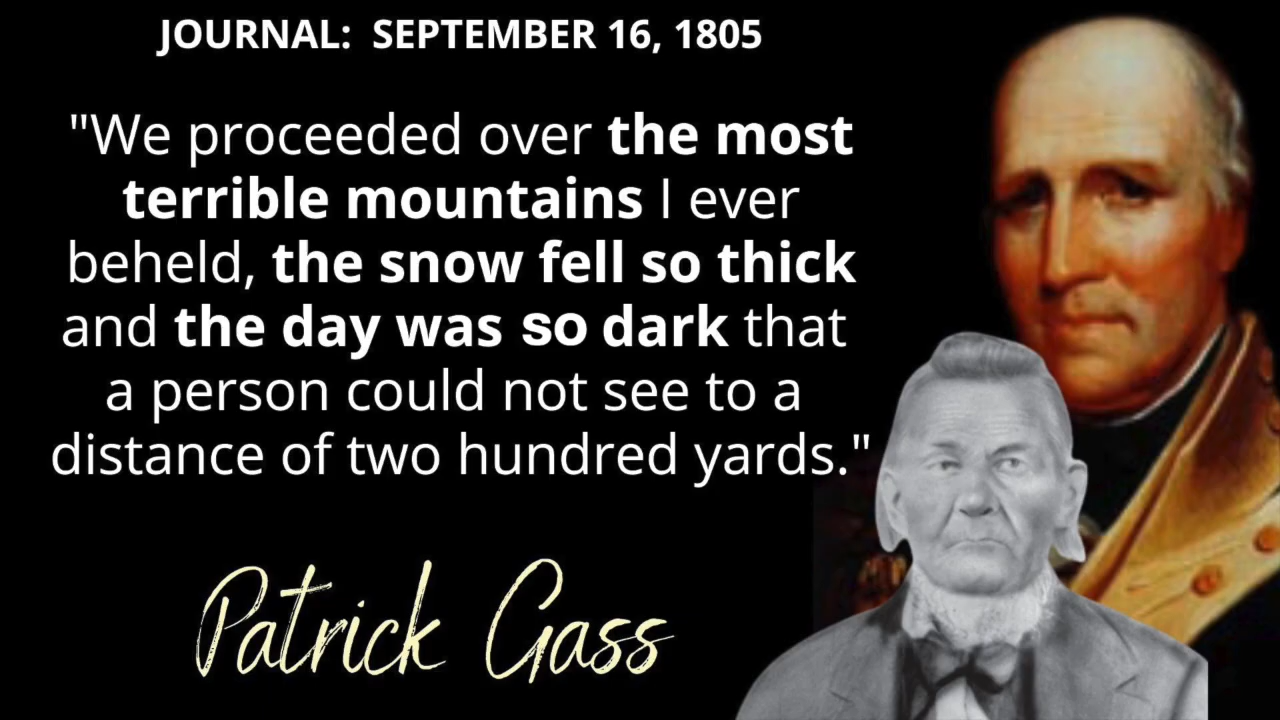 JOURNAL:  SEPTEMBER 16, 1805
"We proceeded over the most
terrible mountains I ever
beheld, the snow fell so thick
and the day was so dark that
a person could not see to a
distance of two hundred yards."
Patrick Gass